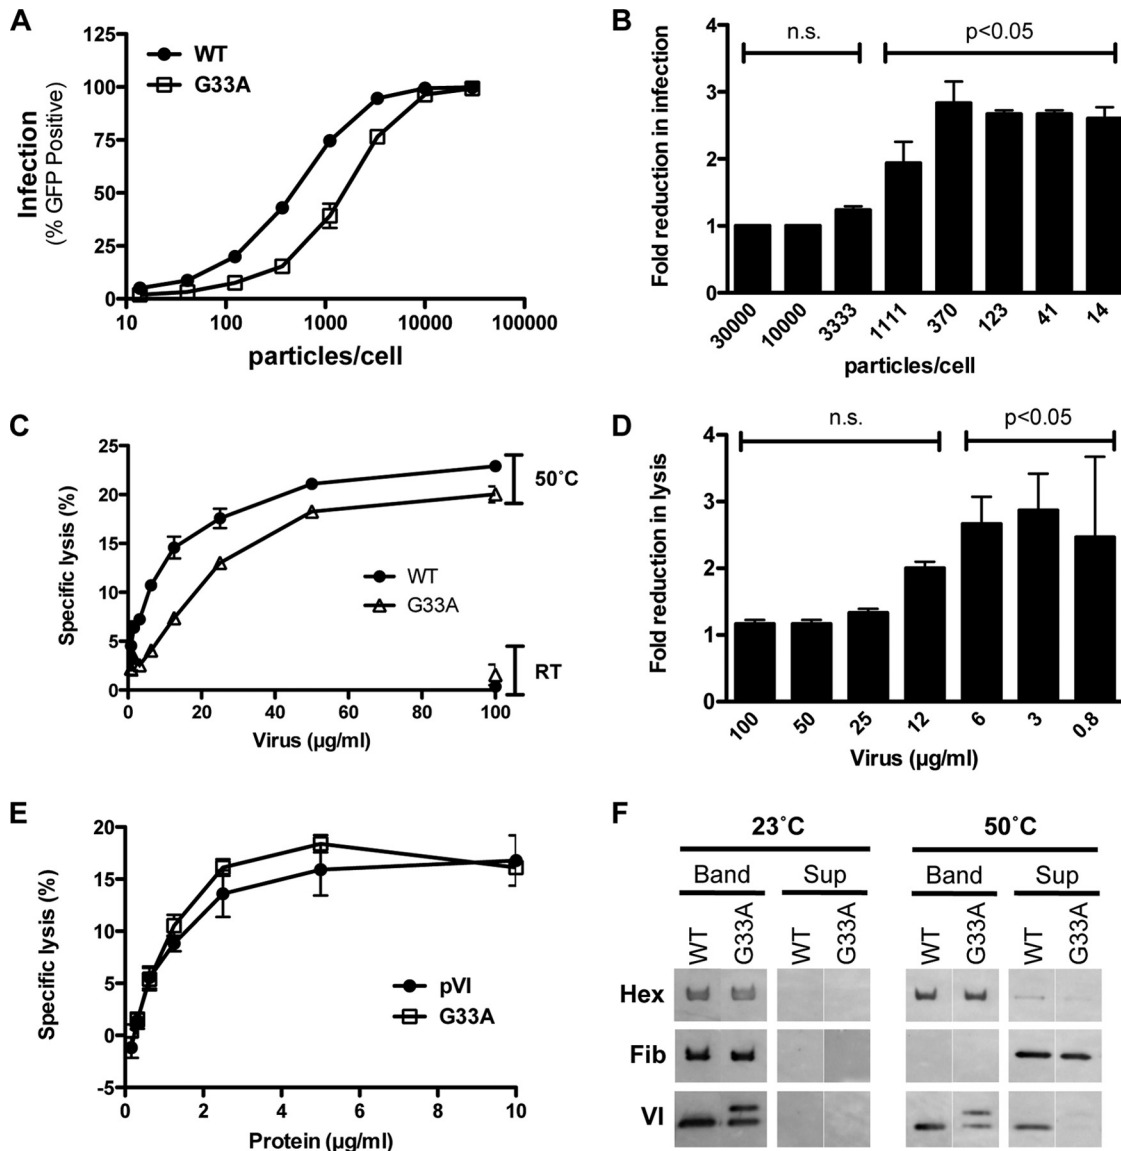 A
125
100
75
50
25
0
Infection
(% GFP Positive)
WT
G33A
10
100
1000
10000
100000
particles/cell
B
n.s.
p<0.05
4
3
2
1
0
Fold reduction in infection
30000
10000
3333
1111
370
123
41
14
particles/cell
C
25
20
15
10
5
0
Specific lysis (%)
50˚C
WT
G33A
RT
0
20
40
60
80
100
Virus (µg/ml)
D
n.s.
p<0.05
4
3
2
1
0
Fold reduction in lysis
100
50
25
12
6
3
0.8
Virus (µg/ml)
E
20
15
10
5
0
-5
Specific lysis (%)
pVI
G33A
0
2
4
6
8
10
Protein (µg/ml)
F
23˚C 50˚C
Band Sup Band Sup
WT G33A WT G33A WT G33A WT G33A
Hex
Fib
VI